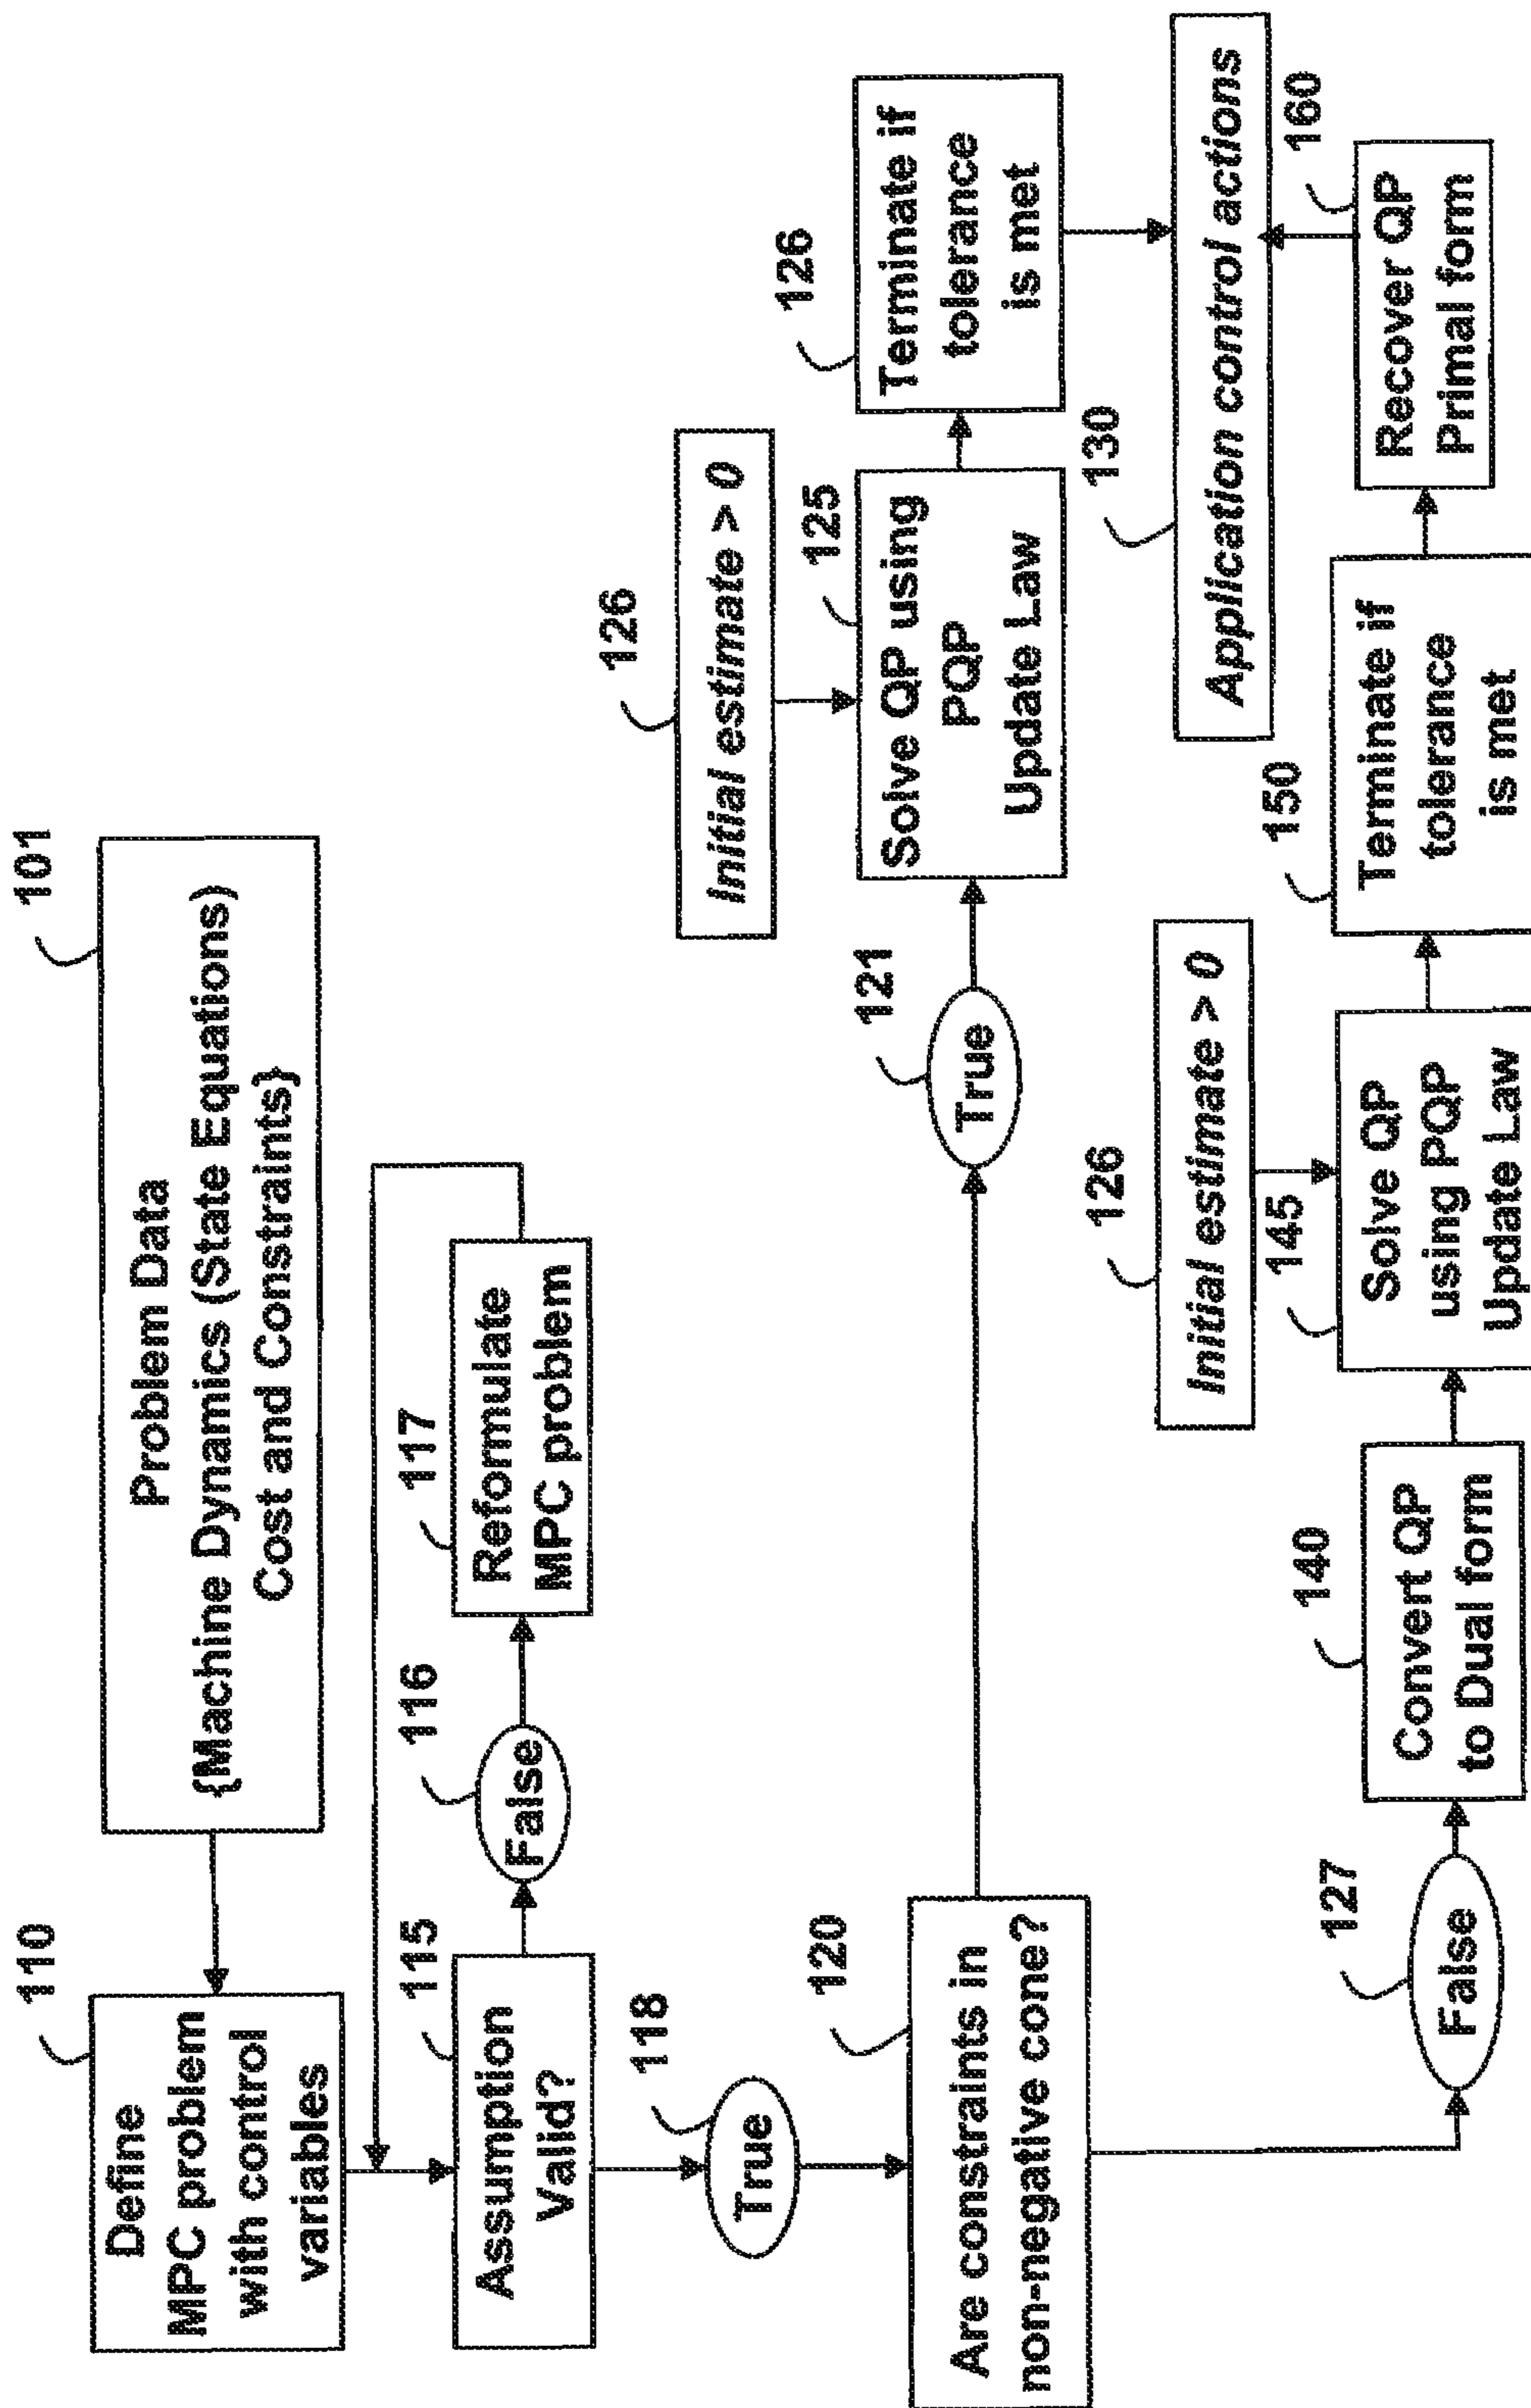 101
Problem Data
{Machine Dynamics (State Equations)
Cost and Constraints}
110
Define
MPC problem
with control
variables
115
Assumption
Valid?
116
False
117
Reformulate
MPC problem
118
True
120
Are constraints in
non-negative cone?
121
True
126
Initial estimate > 0
125
Solve QP using
PQP
Update Law
126
Terminate if
tolerance
is met
130
Application control actions
127
False
140
Convert QP
to Dual form
126
Initial estimate > 0
145
Solve QP
using PQP
Update Law
150
Terminate if
tolerance
is met
160
Recover QP
Primal form